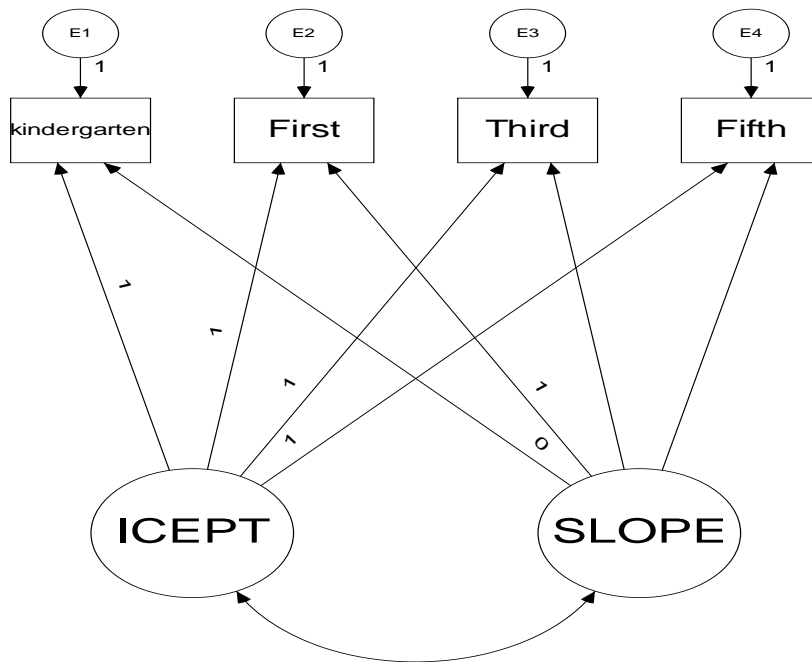 E1 E2 E3 E4
1 1 1 1
kindergarten First Third Fifth
1
1
1 1
1 0
ICEPT SLOPE